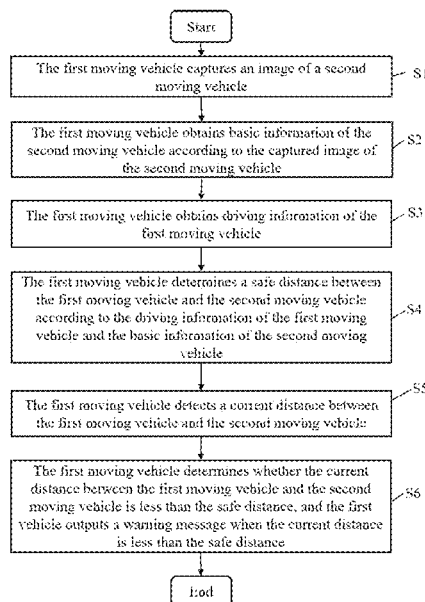 Start
The first moving vehicle captures an image of a second
moving vehicle
S1
The first moving vehicle obtains basic information of the
second moving vehicle according to the captured image of
the second moving vehicle
S2
The first moving vehicle obtains driving information of the
first moving vehicle
S3
The first moving vehicle determines a safe distance between
the first moving vehicle and the second moving vehicle
according to the driving information of the first moving
vehicle and the basic information of the second moving
vehicle
S4
The first moving vehicle detects a current distance between
the first moving vehicle and the second moving vehicle
S5
The first moving vehicle determines whether the current
distance between the first moving vehicle and the second
moving vehicle is less than the safe distance, and the first
vehicle outputs a warning message when the current distance
is less than the safe distance
S6
End